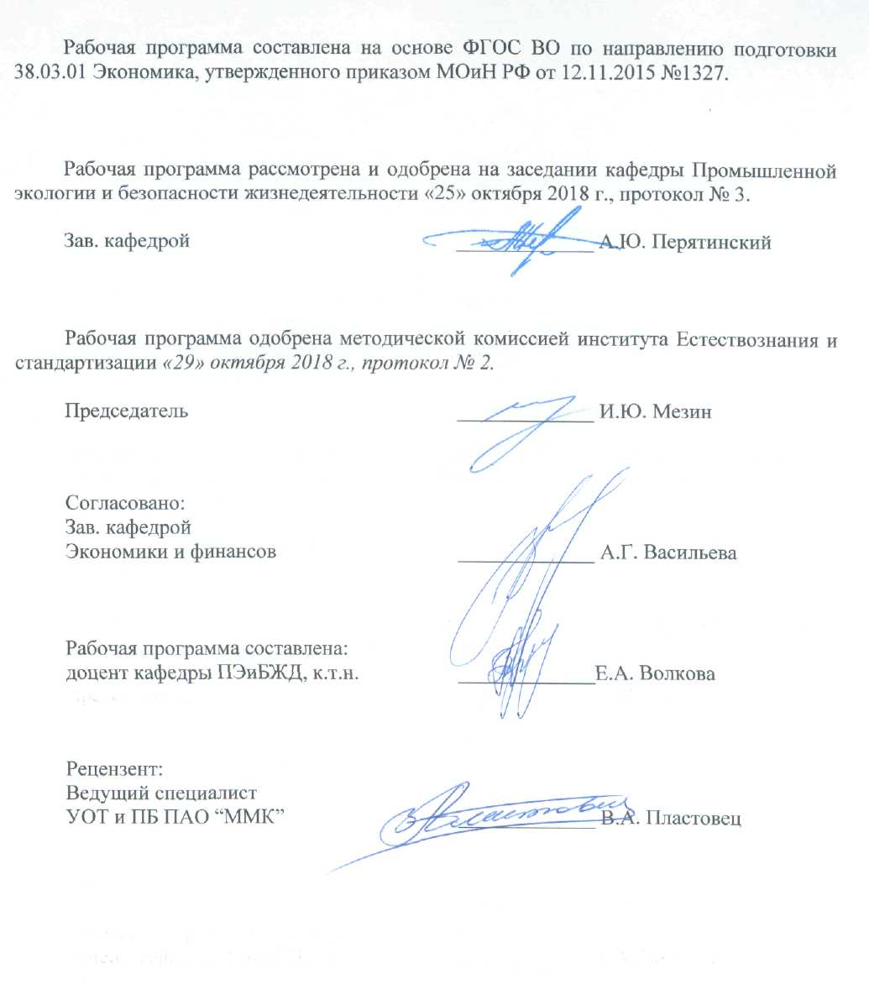 Рабочая программа составлена на основе ФГОС ВО по направлению подготовки
38.03.01 Экономика, утвержденного приказом МОиН РФ от 12.11.2015 №1327.
Рабочая программа рассмотрена и одобрена на заседании кафедры Промышленной
экологии и безопасности жизнедеятельности «25» октября 2018 г., протокол № 3.
Зав. кафедрой ______________ А.Ю. Перятинский
Рабочая программа одобрена методической комиссией института Естествознания и
стандартизации «29» октября 2018 г., протокол № 2.
Председатель ______________ И.Ю. Мезин
Согласовано:
Зав. кафедрой
Экономики и финансов ______________ А.Г. Васильева
Рабочая программа составлена:
доцент кафедры ПЭиБЖД, к.т.н. ______________Е.А. Волкова
Рецензент:
Ведущий специалист
УОТ и ПБ ПАО “ММК” ______________ В.А. Пластовец